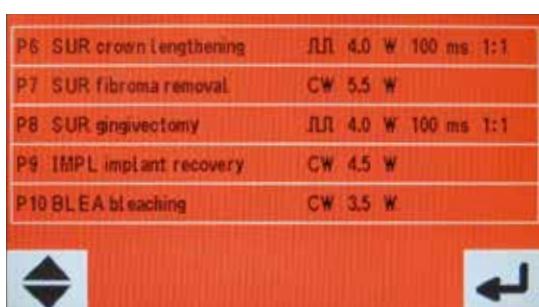 P6 SUR crown lengthening 4.0 W 100 ms 1:1
P7 SUR fibroma removal CW 5.5 W
P8 SUR gingivectomy 4.0 W 100 ms 1:1
P9 IMPL implant recovery CW 4.5 W
P10 BLEA bleaching CW 3.5 W